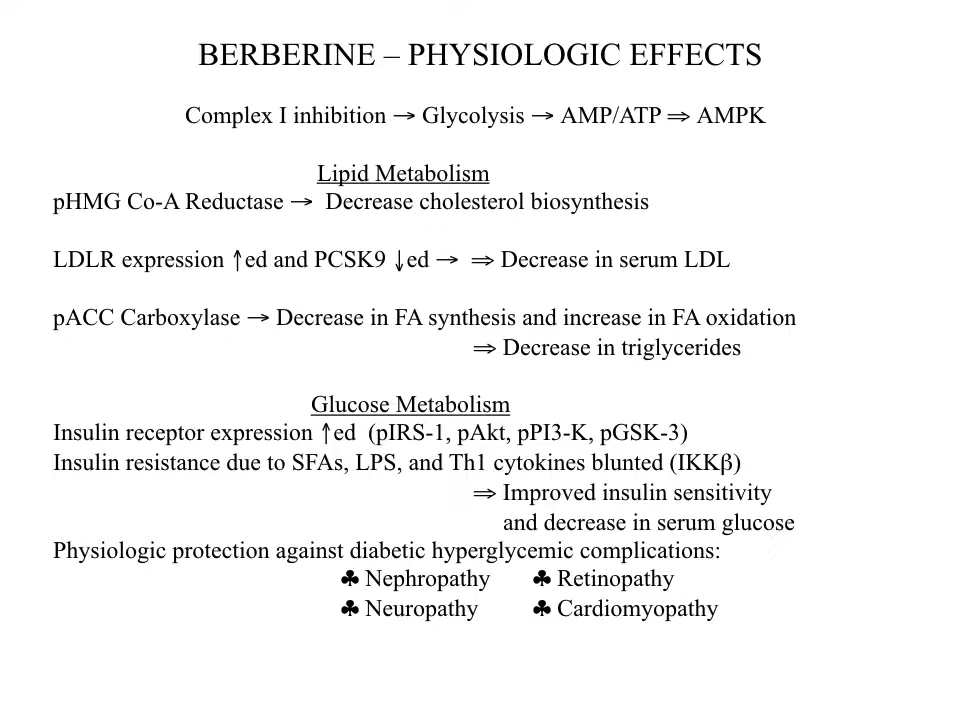 BERBERINE – PHYSIOLOGIC EFFECTS
Complex I inhibition → Glycolysis → AMP/ATP ⇒ AMPK
Lipid Metabolism
pHMG Co-A Reductase → Decrease cholesterol biosynthesis
LDLR expression ↑ed and PCSK9 ↓ed → ⇒ Decrease in serum LDL
pACC Carboxylase → Decrease in FA synthesis and increase in FA oxidation
⇒ Decrease in triglycerides
Glucose Metabolism
Insulin receptor expression ↑ed (pIRS-1, pAkt, pPI3-K, pGSK-3)
Insulin resistance due to SFAs, LPS, and Th1 cytokines blunted (IKKβ)
⇒ Improved insulin sensitivity
and decrease in serum glucose
Physiologic protection against diabetic hyperglycemic complications:
♣ Nephropathy ♣ Retinopathy
♣ Neuropathy ♣ Cardiomyopathy